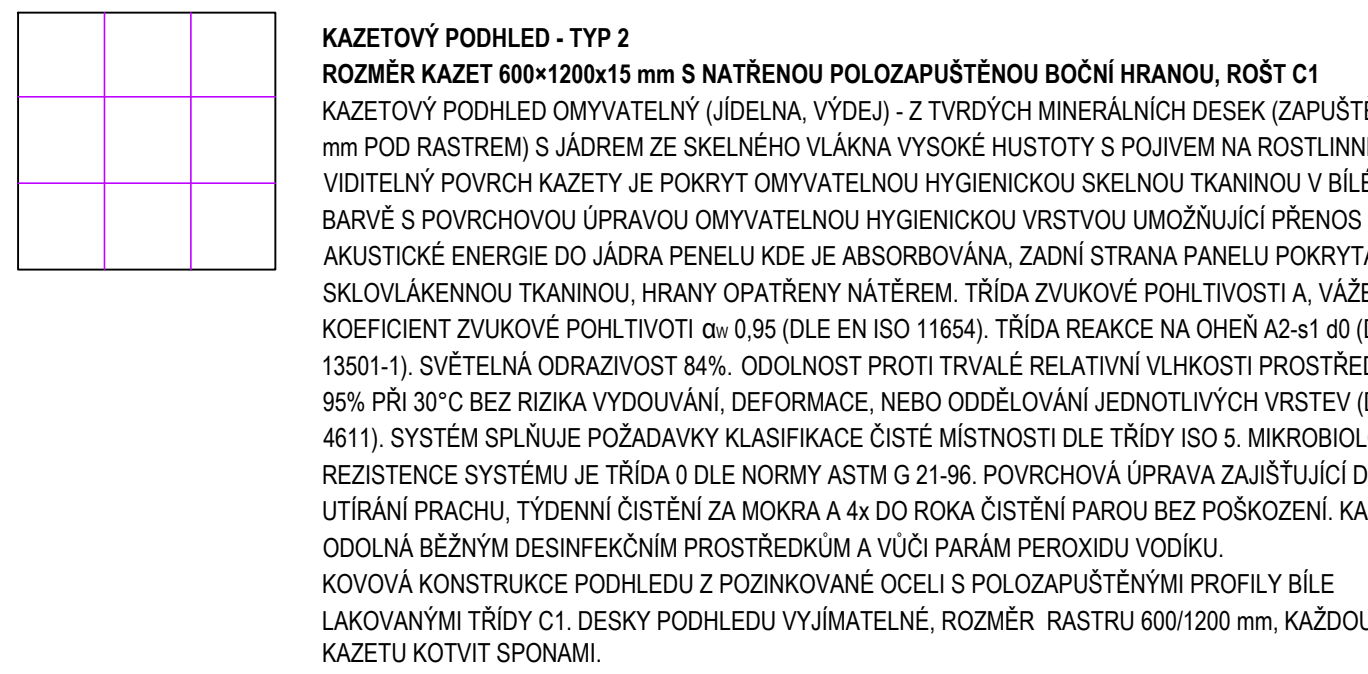 KAZETOVÝ PODHLED - TYP 2
ROZMĚR KAZET 600×1200x15 mm S NATŘENOU POLOZAPUŠTĚNOU BOČNÍ HRANOU, ROŠT C1
KAZETOVÝ PODHLED OMYVATELNÝ (JÍDELNA, VÝDEJ) - Z TVRDÝCH MINERÁLNÍCH DESEK (ZAPUŠTĚ
mm POD RASTREM) S JÁDREM ZE SKELNÉHO VLÁKNA VYSOKÉ HUSTOTY S POJIVEM NA ROSTLINN
VIDITELNÝ POVRCH KAZETY JE POKRYT OMYVATELNOU HYGIENICKOU SKELNOU TKANINOU V BÍLÉ
BARVĚ S POVRCHOVOU ÚPRAVOU OMYVATELNOU HYGIENICKOU VRSTVOU UMOŽŇUJÍCÍ PŘENOS
AKUSTICKÉ ENERGIE DO JÁDRA PENELU KDE JE ABSORBOVÁNA, ZADNÍ STRANA PANELU POKRYTA
SKLOVLÁKENNOU TKANINOU, HRANY OPATŘENY NÁTĚREM. TŘÍDA ZVUKOVÉ POHLTIVOSTI A, VÁŽE
KOEFICIENT ZVUKOVÉ POHLTIVOTI αw 0,95 (DLE EN ISO 11654). TŘÍDA REAKCE NA OHEŇ A2-s1 d0 (D
13501-1). SVĚTELNÁ ODRAZIVOST 84%. ODOLNOST PROTI TRVALÉ RELATIVNÍ VLHKOSTI PROSTŘED
95% PŘI 30°C BEZ RIZIKA VYDOUVÁNÍ, DEFORMACE, NEBO ODDĚLOVÁNÍ JEDNOTLIVÝCH VRSTEV (D
4611). SYSTÉM SPLŇUJE POŽADAVKY KLASIFIKACE ČISTÉ MÍSTNOSTI DLE TŘÍDY ISO 5. MIKROBIOL
REZISTENCE SYSTÉMU JE TŘÍDA 0 DLE NORMY ASTM G 21-96. POVRCHOVÁ ÚPRAVA ZAJIŠŤUJÍCÍ D
UTÍRÁNÍ PRACHU, TÝDENNÍ ČISTĚNÍ ZA MOKRA A 4x DO ROKA ČISTĚNÍ PAROU BEZ POŠKOZENÍ. KA
ODOLNÁ BĚŽNÝM DESINFEKČNÍM PROSTŘEDKŮM A VŮČI PARÁM PEROXIDU VODÍKU.
KOVOVÁ KONSTRUKCE PODHLEDU Z POZINKOVANÉ OCELI S POLOZAPUŠTĚNÝMI PROFILY BÍLE
LAKOVANÝMI TŘÍDY C1. DESKY PODHLEDU VYJÍMATELNÉ, ROZMĚR RASTRU 600/1200 mm, KAŽDOU
KAZETU KOTVIT SPONAMI.